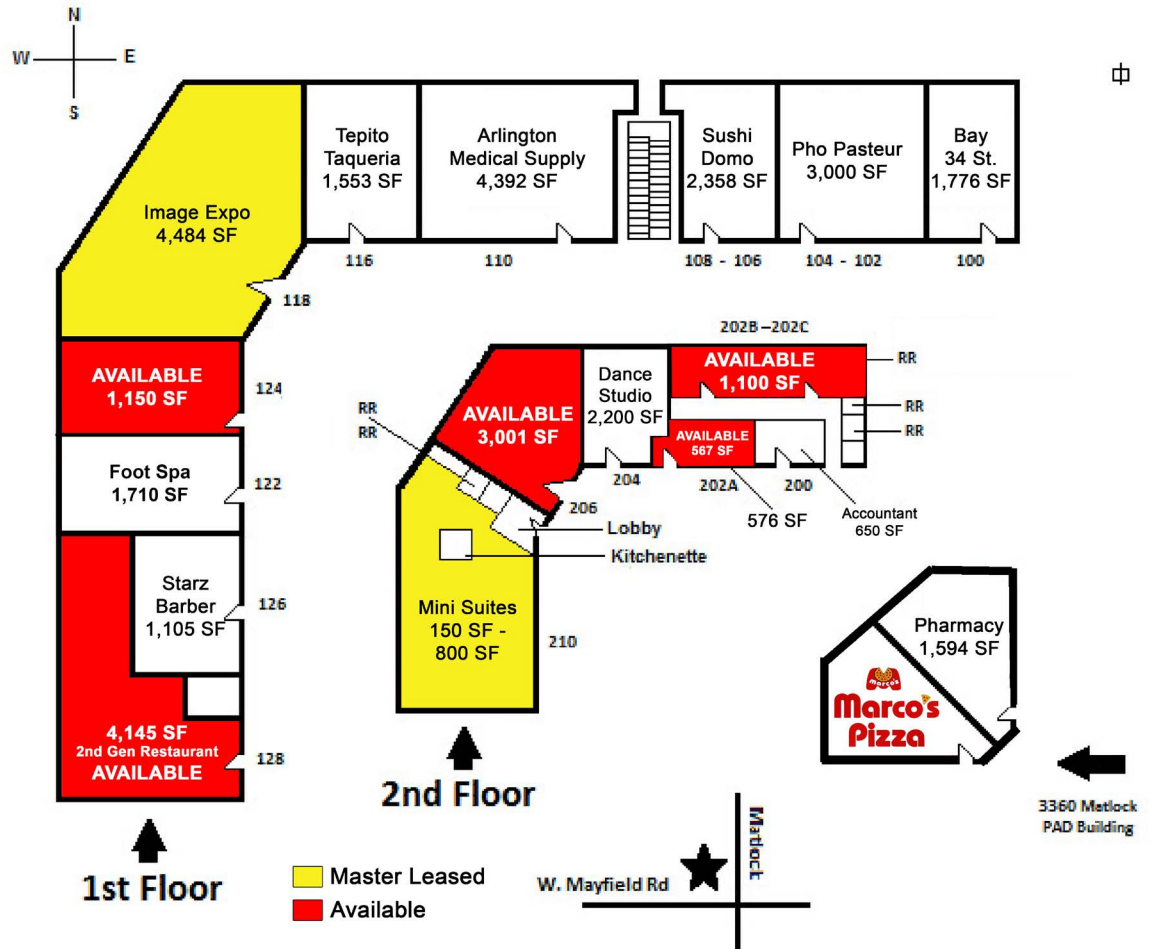 N
W
E
S
Tepito
Taqueria
1,553 SF
Arlington
Medical Supply
4,392 SF
Sushi
Domo
2,358 SF
Pho Pasteur
3,000 SF
Bay
34 St.
1,776 SF
Image Expo
4,484 SF
116
110
108 - 106
104 - 102
100
118
AVAILABLE
1,150 SF
124
Foot Spa
1,710 SF
122
Starz
Barber
1,105 SF
126
4,145 SF
2nd Gen Restaurant
AVAILABLE
128
1st Floor
202B-202C
AVAILABLE
1,100 SF
RR
RR
RR
Dance
Studio
2,200 SF
AVAILABLE
3,001 SF
RR
RR
AVAILABLE
567 SF
204
202A
200
206
576 SF
Accountant
650 SF
Lobby
Kitchenette
Mini Suites
150 SF -
800 SF
210
2nd Floor
Pharmacy
1,594 SF
Marco's
Marco's
Pizza
3360 Matlock
PAD Building
Master Leased
Available
W. Mayfield Rd
Matlock